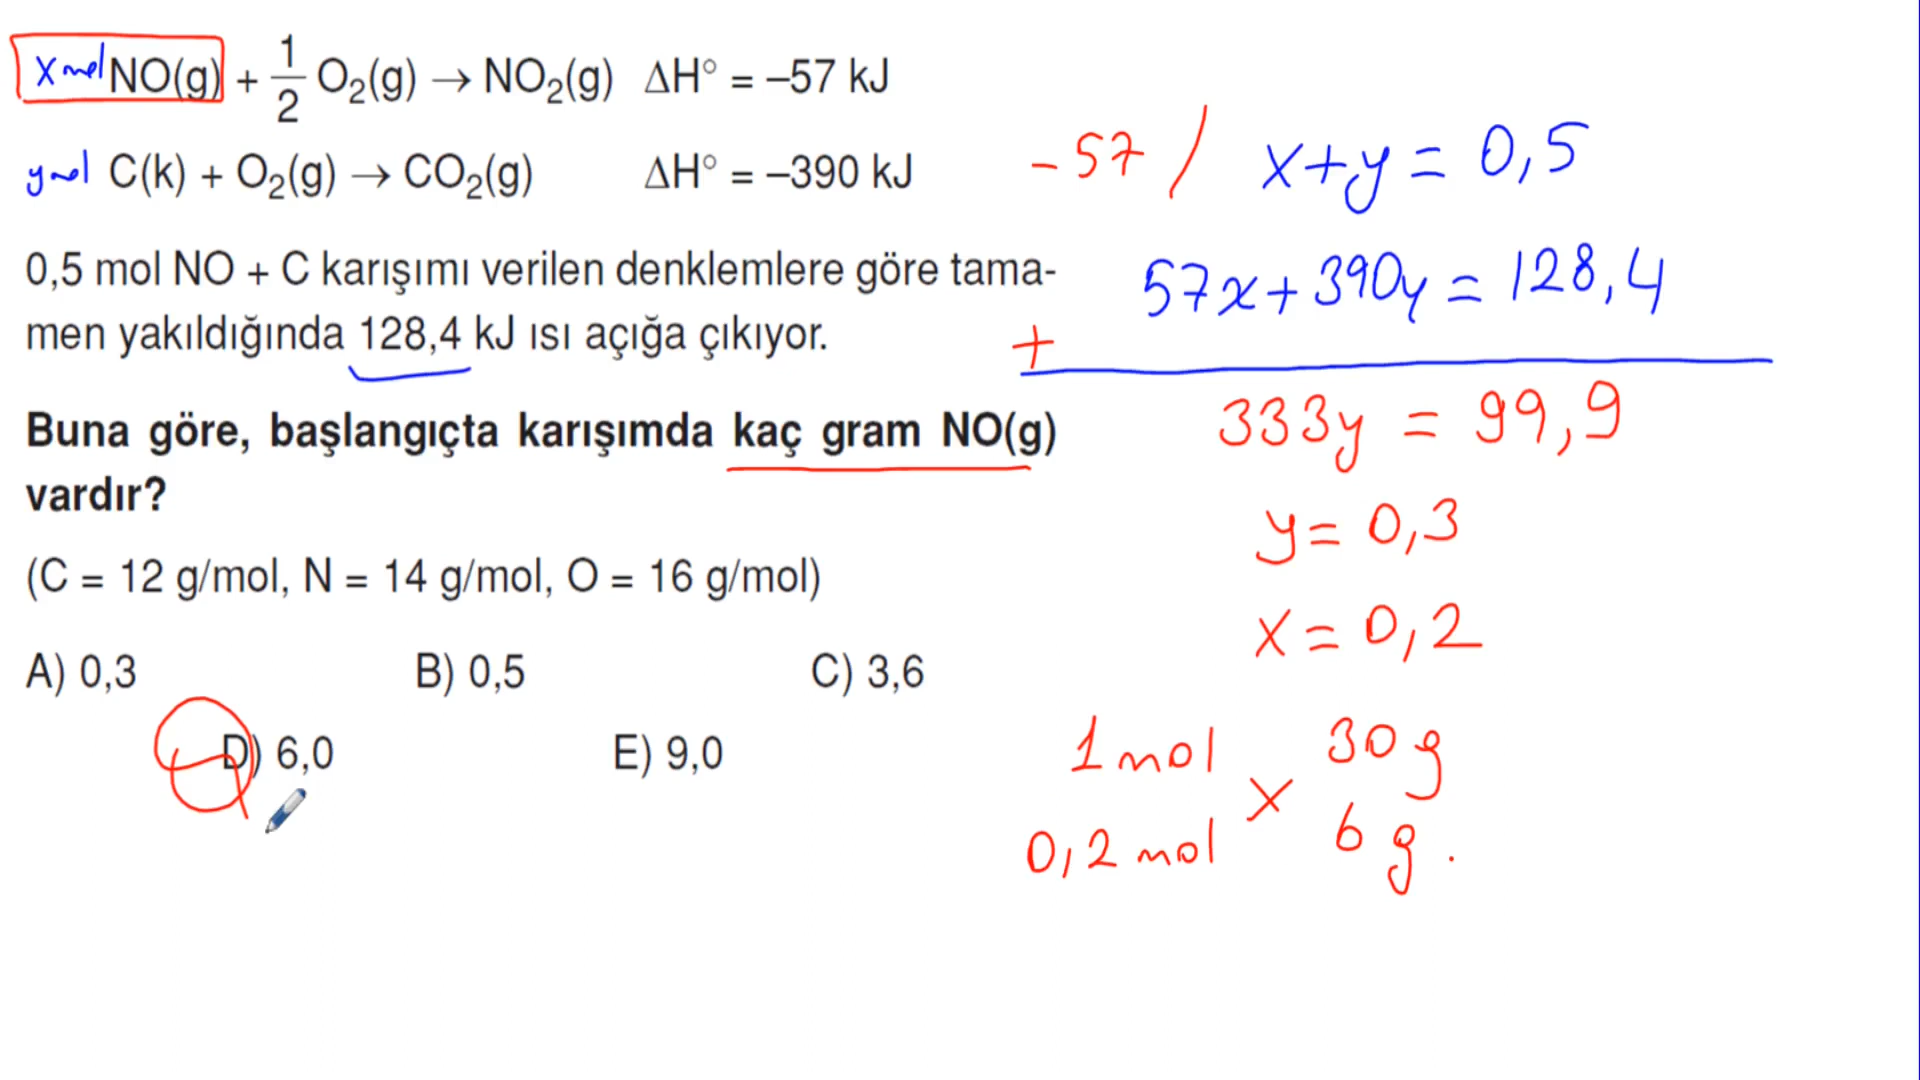 x mol NO(g) + 1/2 O₂(g) → NO₂(g) ΔH° = –57 kJ
y mol C(k) + O₂(g) → CO₂(g) ΔH° = –390 kJ
0,5 mol NO + C karışımı verilen denklemlere göre tama-
men yakıldığında 128,4 kJ ısı açığa çıkıyor.
Buna göre, başlangıçta karışımda kaç gram NO(g)
vardır?
(C = 12 g/mol, N = 14 g/mol, O = 16 g/mol)
A) 0,3 B) 0,5 C) 3,6
D) 6,0 E) 9,0
-57 / x+y = 0,5
57x+390y = 128,4
+
333y = 99,9
y = 0,3
x = 0,2
1 mol 30 g
x
0,2 mol 6 g.